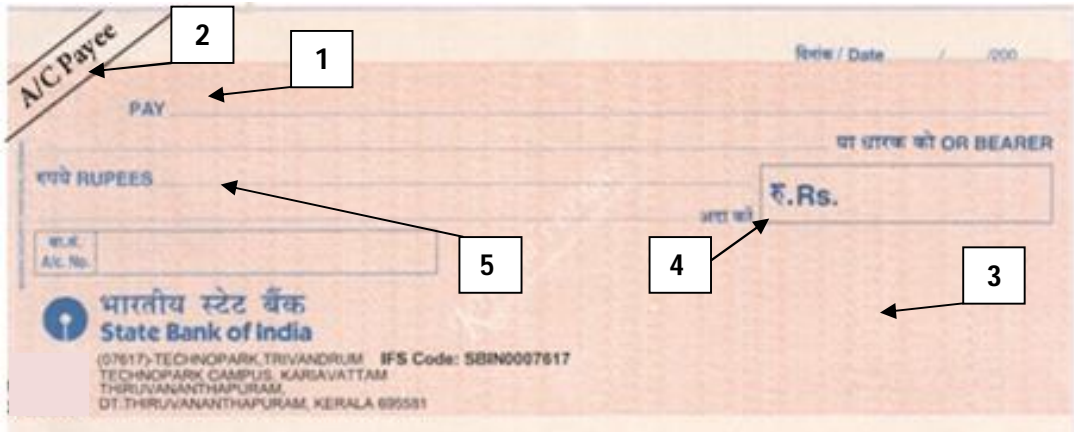 A/C Payee
2
1
दिनांक / Date / /200
PAY
या धारक को OR BEARER
रुपये RUPEES
रु.Rs.
अदा करें
खा.सं.
A/c. No.
5
4
3
भारतीय स्टेट बैंक
State Bank of India
(07617)-TECHNOPARK,TRIVANDRUM IFS Code: SBIN0007617
TECHNOPARK CAMPUS, KARIAVATTAM
THIRUVANANTHAPURAM,
DT.THIRUVANANTHAPURAM, KERALA 695581